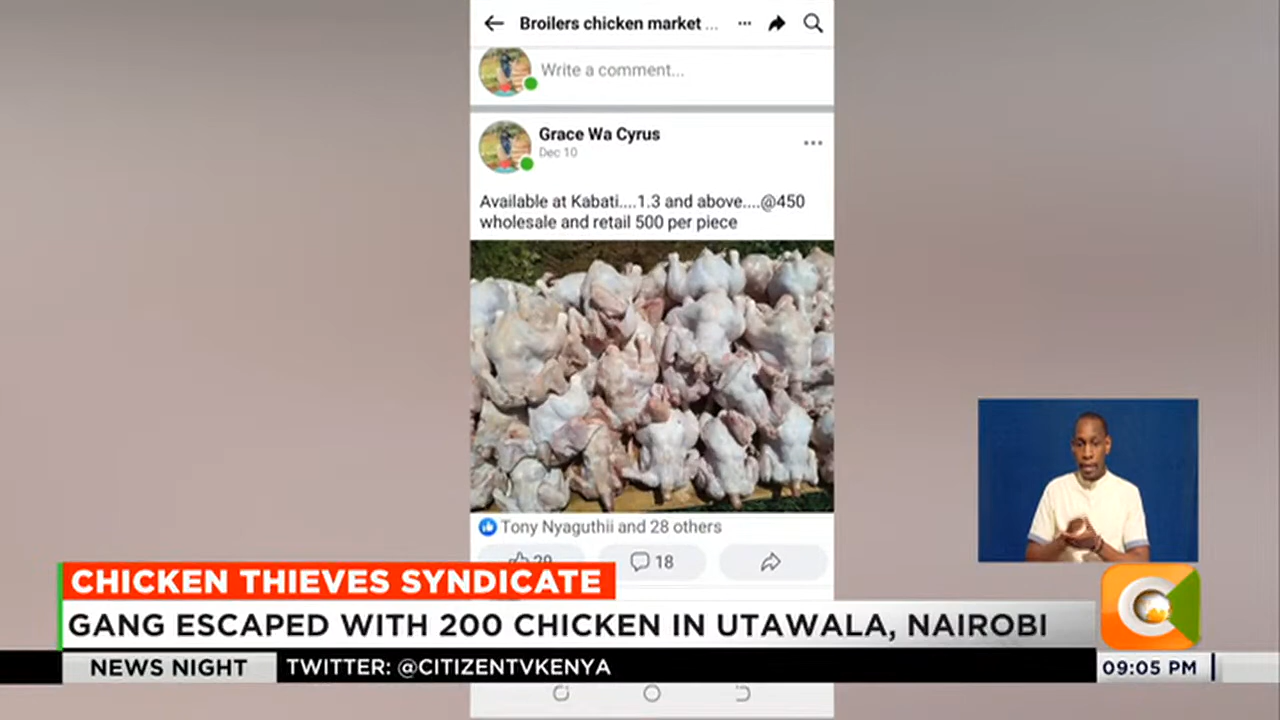 Broilers chicken market ...
Write a comment...
Grace Wa Cyrus
Dec 10
Available at Kabati....1.3 and above....@450
wholesale and retail 500 per piece
Tony Nyaguthii and 28 others
29
18
CHICKEN THIEVES SYNDICATE
GANG ESCAPED WITH 200 CHICKEN IN UTAWALA, NAIROBI
NEWS NIGHT
TWITTER: @CITIZENTVKENYA
09:05 PM